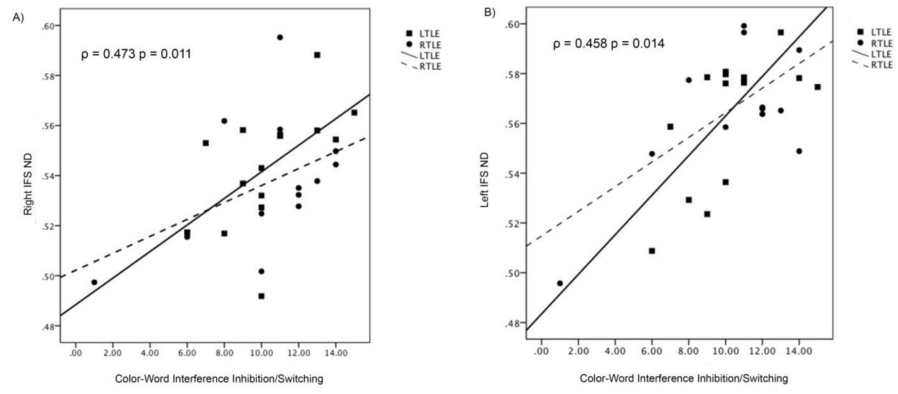 A)
ρ = 0.473 p = 0.011
LTLE
RTLE
LTLE
RTLE
.60
.58
.56
.54
.52
.50
.48
Right IFS ND
.00 2.00 4.00 6.00 8.00 10.00 12.00 14.00
Color-Word Interference Inhibition/Switching
B)
ρ = 0.458 p = 0.014
LTLE
RTLE
LTLE
RTLE
.60
.58
.56
.54
.52
.50
.48
Left IFS ND
.00 2.00 4.00 6.00 8.00 10.00 12.00 14.00
Color-Word Interference Inhibition/Switching